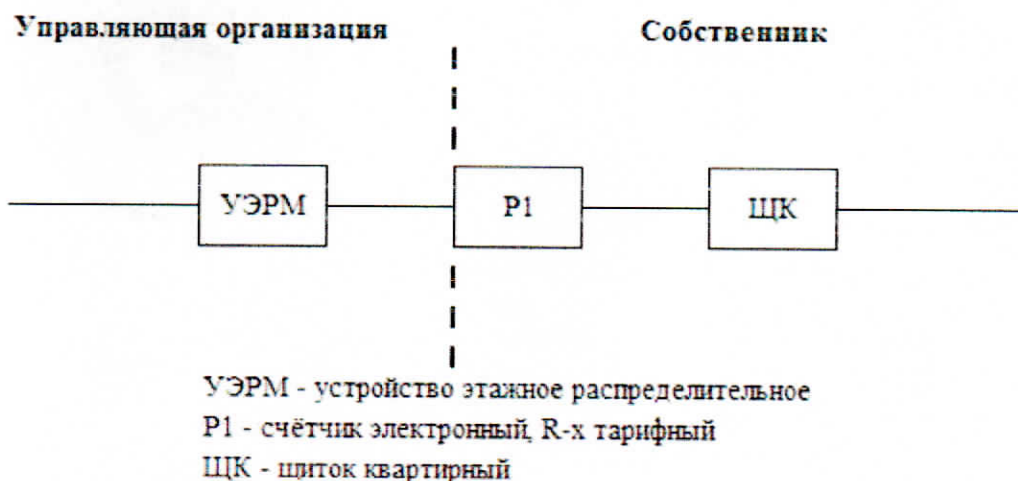 Управляющая организация
Собственник
УЭРМ
Р1
ЩК
УЭРМ - устройство этажное распределительное
Р1 - счётчик электронный, R-х тарифный
ЩК - щиток квартирный